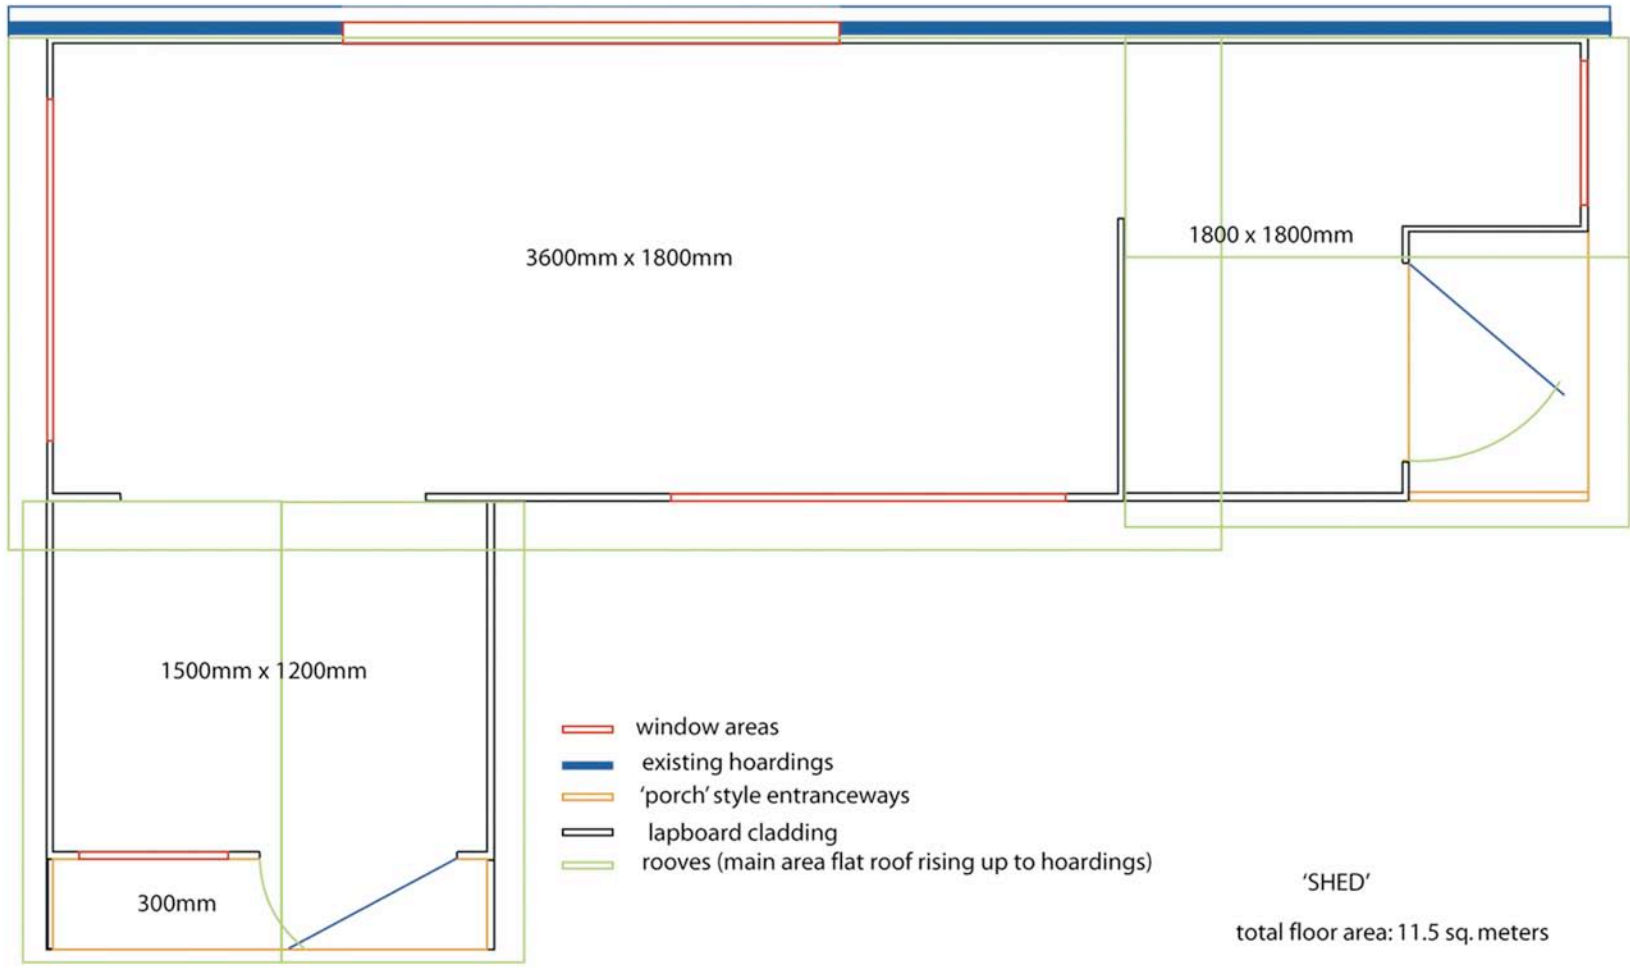 3600mm x 1800mm
1800 x 1800mm
1500mm x 1200mm
300mm
window areas
existing hoardings
‘porch’ style entranceways
lapboard cladding
rooves (main area flat roof rising up to hoardings)
‘SHED’
total floor area: 11.5 sq. meters